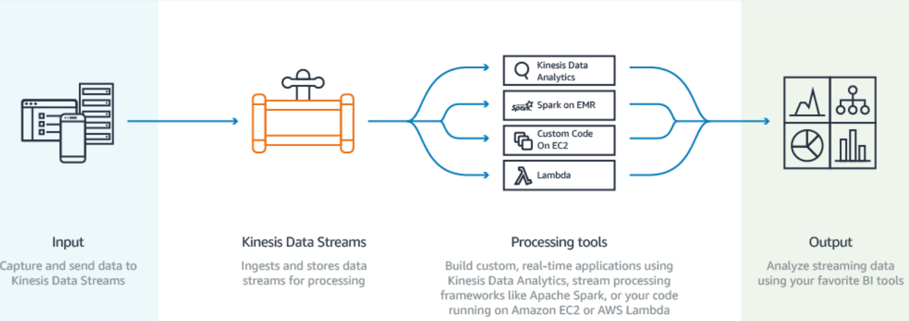 Kinesis Data
Analytics
Spark
Spark on EMR
Custom Code
On EC2
Lambda
Input
Capture and send data to
Kinesis Data Streams
Kinesis Data Streams
Ingests and stores data
streams for processing
Processing tools
Build custom, real-time applications using
Kinesis Data Analytics, stream processing
frameworks like Apache Spark, or your code
running on Amazon EC2 or AWS Lambda
Output
Analyze streaming data
using your favorite BI tools